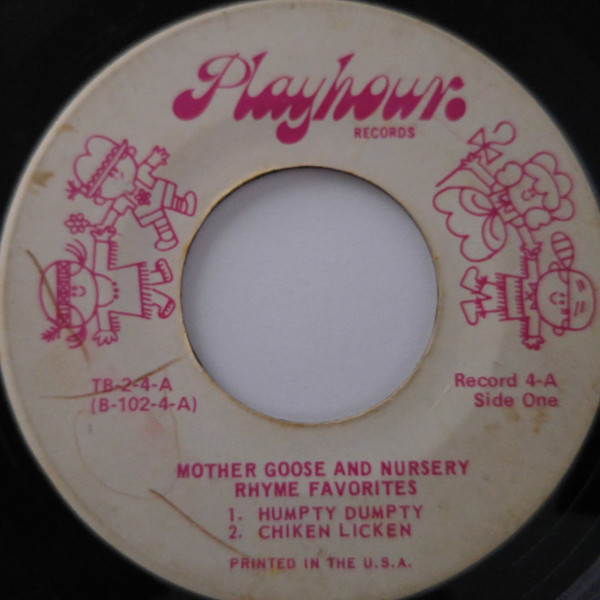 Playhour
RECORDS
TB-2-4-A
(B-102-4-A)
Record 4-A
Side One
MOTHER GOOSE AND NURSERY
RHYME FAVORITES
1. HUMPTY DUMPTY
2. CHIKEN LICKEN
PRINTED IN THE U.S.A.